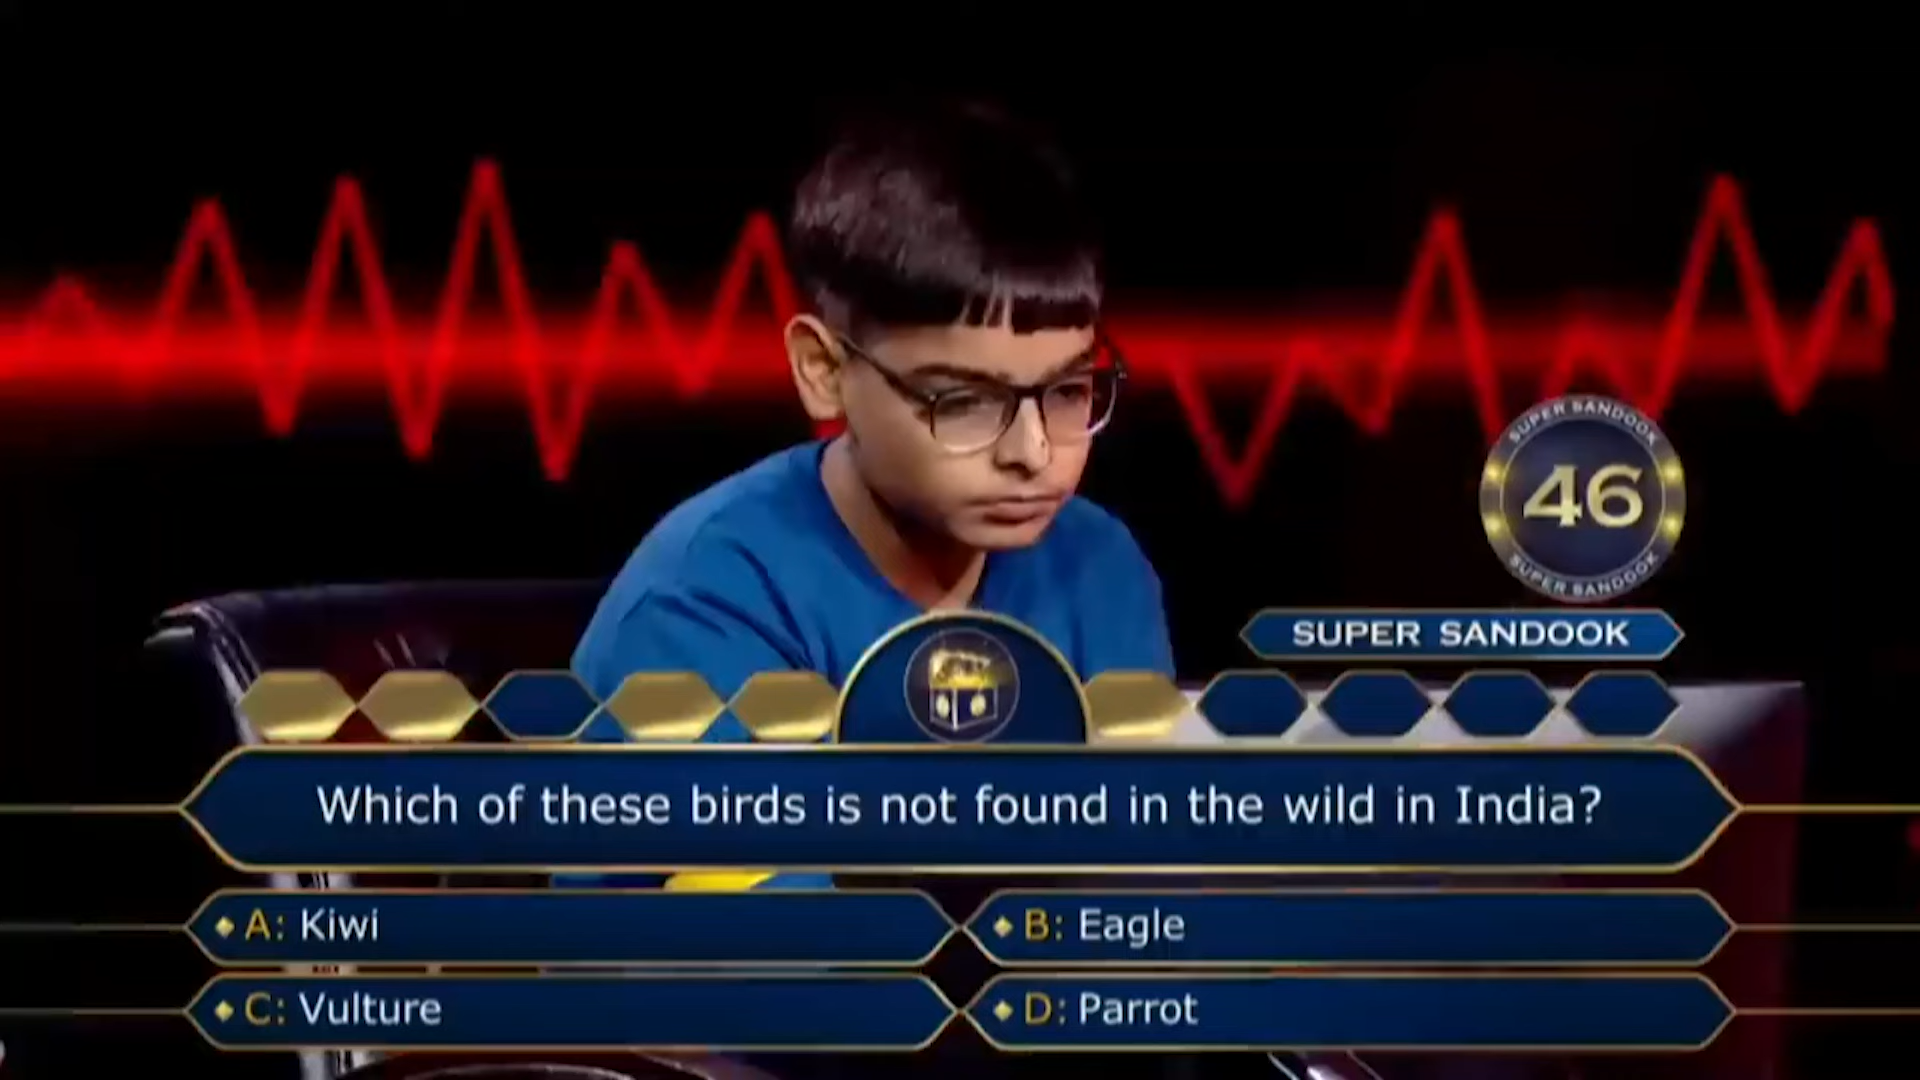 SUPER SANDOOK
46
SUPER SANDOOK
SUPER SANDOOK
Which of these birds is not found in the wild in India?
A: Kiwi
B: Eagle
C: Vulture
D: Parrot